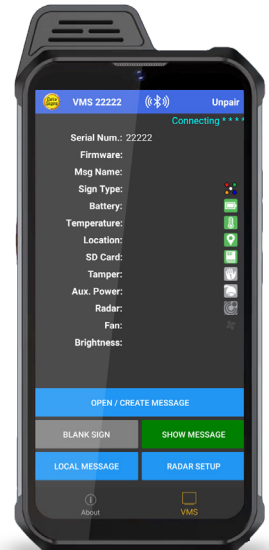 VMS 22222 Unpair
Connecting * * * *
Serial Num.: 22222
Firmware:
Msg Name:
Sign Type:
Battery:
Temperature:
Location:
SD Card:
Tamper:
Aux. Power:
Radar:
Fan:
Brightness:
OPEN / CREATE MESSAGE
BLANK SIGN SHOW MESSAGE
LOCAL MESSAGE RADAR SETUP
About VMS